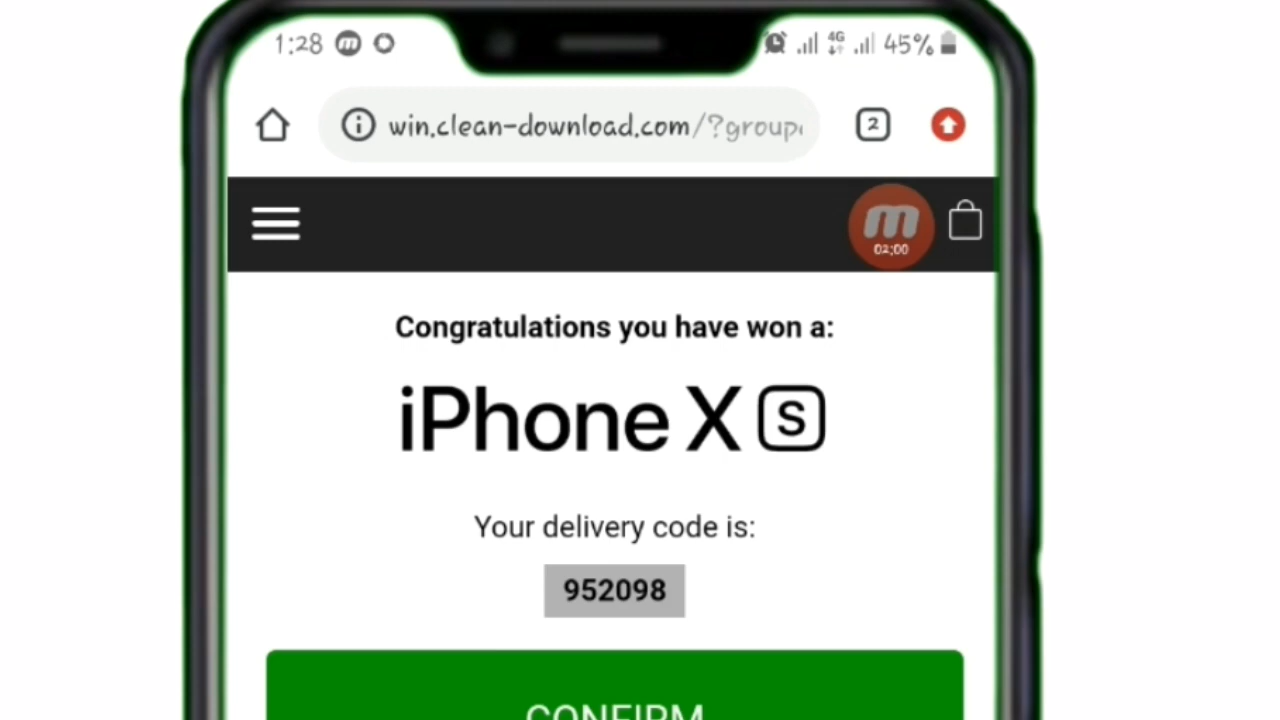 1:28 4G 45%
win.clean-download.com/?group
2
m
02:00
Congratulations you have won a:
iPhone X S
Your delivery code is:
952098
CONFIRM